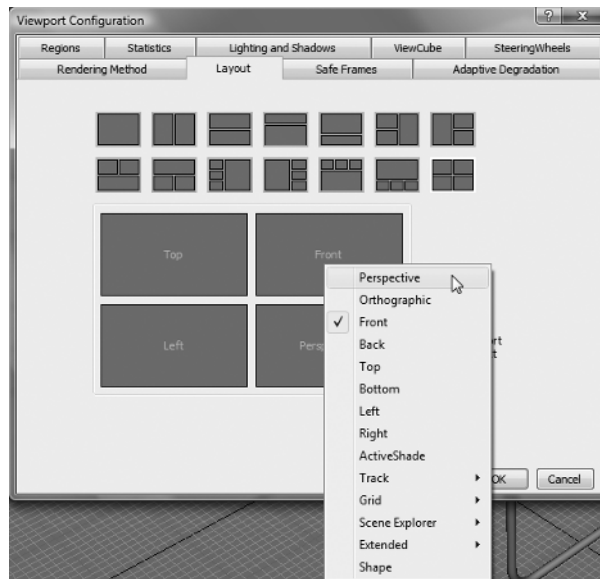 Viewport Configuration
Regions
Statistics
Lighting and Shadows
ViewCube
SteeringWheels
Rendering Method
Layout
Safe Frames
Adaptive Degradation
Top
Front
Left
Perspective
Orthographic
Front
Back
Top
Bottom
Left
Right
ActiveShade
Track
Grid
Scene Explorer
Extended
Shape
OK
Cancel